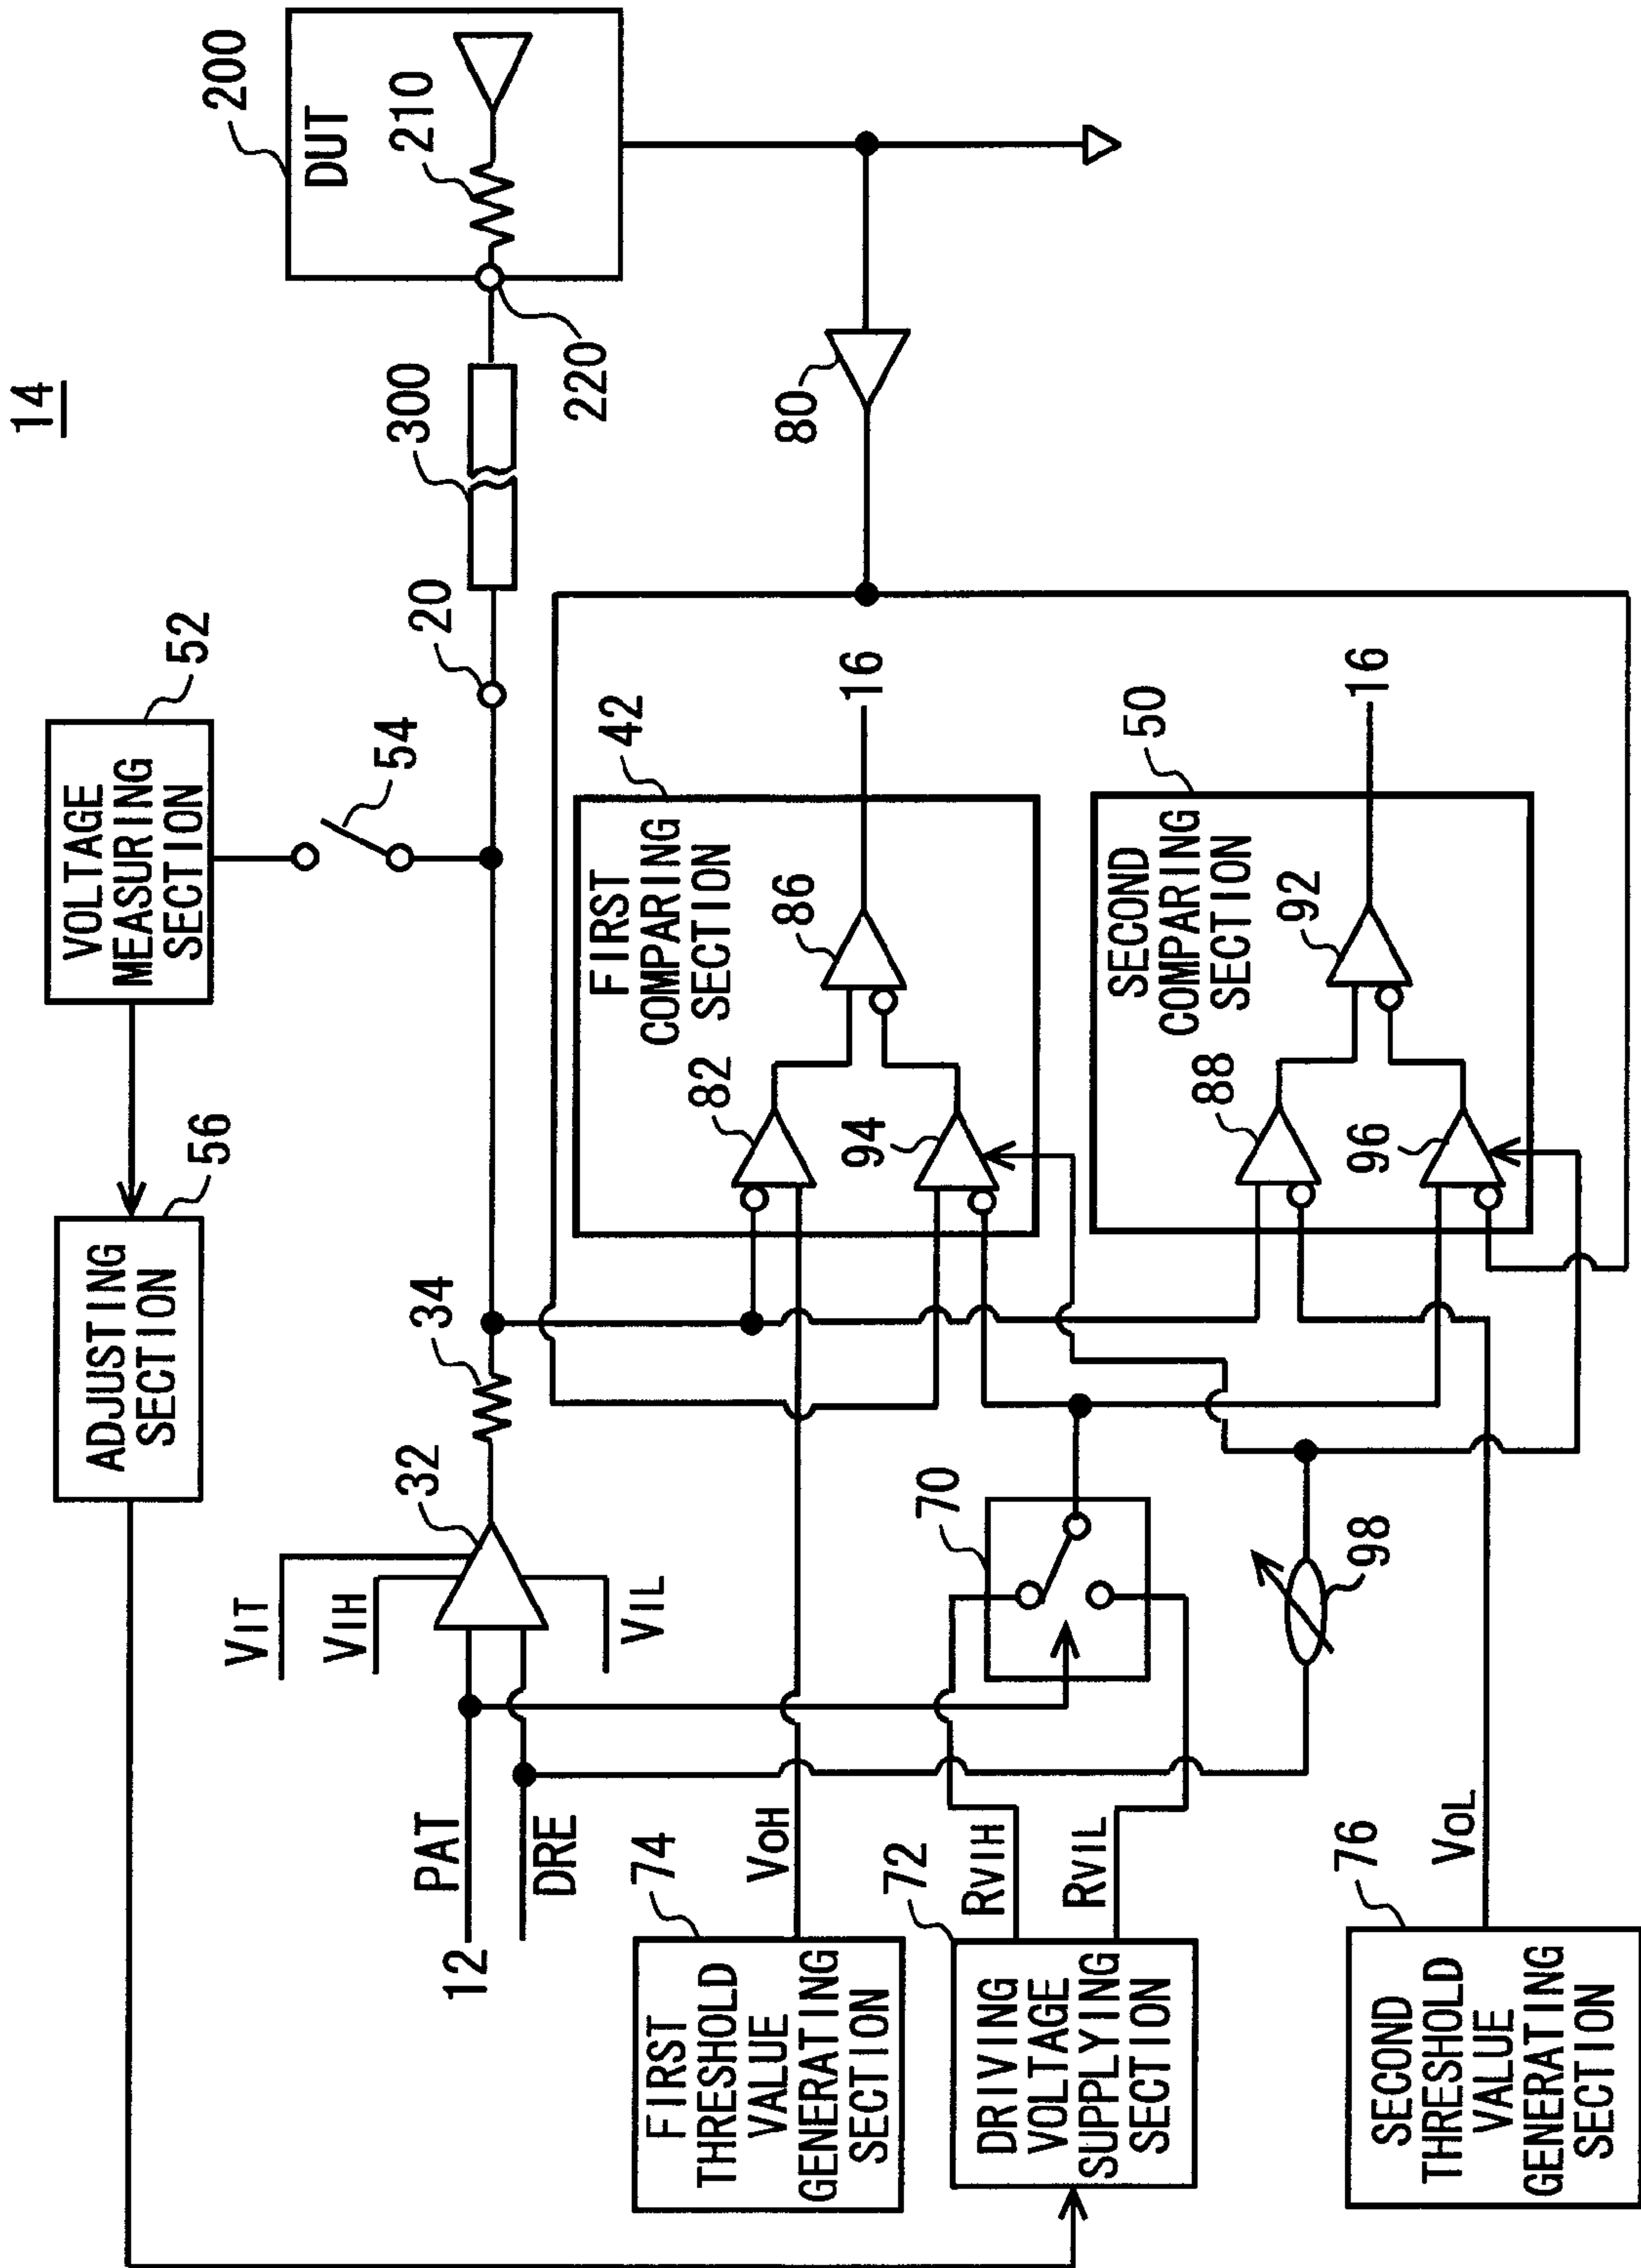 14
VOLTAGE
MEASURING
SECTION
52
54
ADJUSTING
SECTION
56
200
DUT
210
220
300
20
34
32
VIT
VIH
VIL
PAT
DRE
12
80
FIRST
COMPARING
SECTION
42
82
86
94
16
SECOND
COMPARING
SECTION
50
88
92
96
16
70
98
74
VOH
FIRST
THRESHOLD
VALUE
GENERATING
SECTION
72
RVIH
RVIL
DRIVING
VOLTAGE
SUPPLYING
SECTION
76
VOL
SECOND
THRESHOLD
VALUE
GENERATING
SECTION